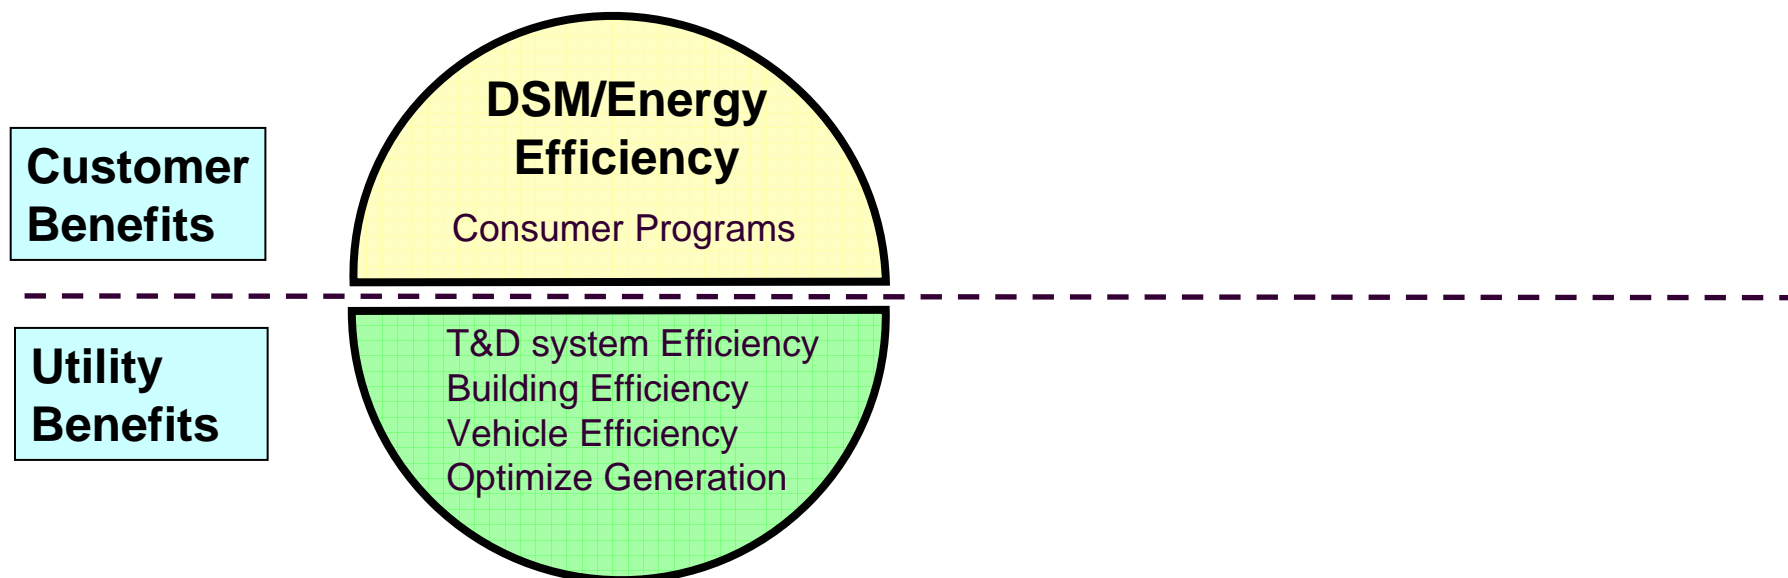 DSM/Energy
Efficiency
Consumer Programs
Customer
Benefits
T&D system Efficiency
Building Efficiency
Vehicle Efficiency
Optimize Generation
Utility
Benefits